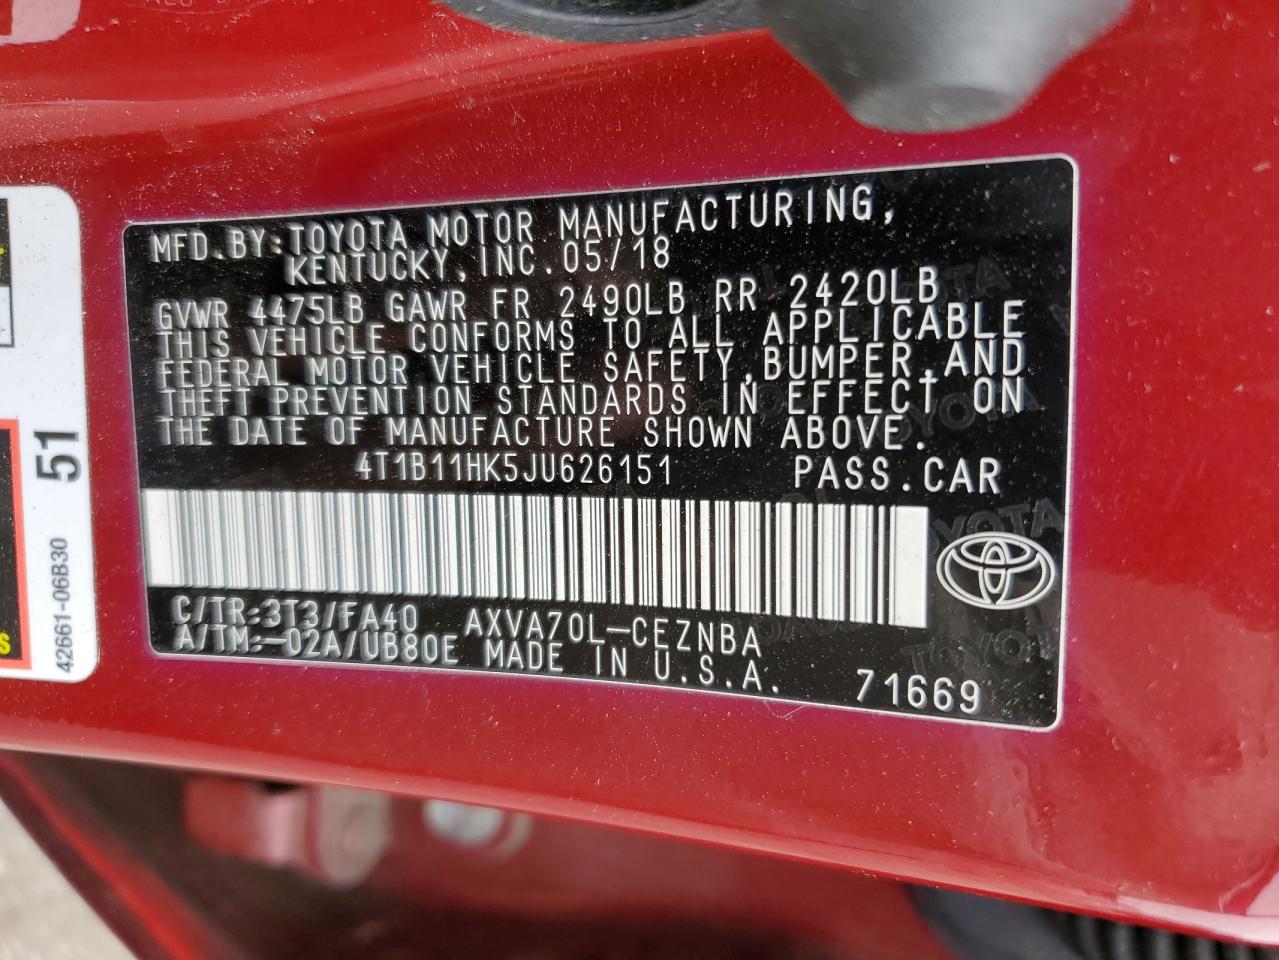 MFD.BY:TOYOTA MOTOR MANUFACTURING,
KENTUCKY,INC.05/18
GVWR 4475LB GAWR FR 2490LB RR 2420LB
THIS VEHICLE CONFORMS TO ALL APPLICABLE
FEDERAL MOTOR VEHICLE SAFETY,BUMPER,AND
THEFT PREVENTION STANDARDS IN EFFECT ON
THE DATE OF MANUFACTURE SHOWN ABOVE.
4T1B11HK5JU626151 PASS.CAR
C/TR:3T3/FA40 AXVA70L-CEZNBA
A/TM:-02A/UB80E MADE IN U.S.A. 71669
51
42661-06B30
TOYOTA